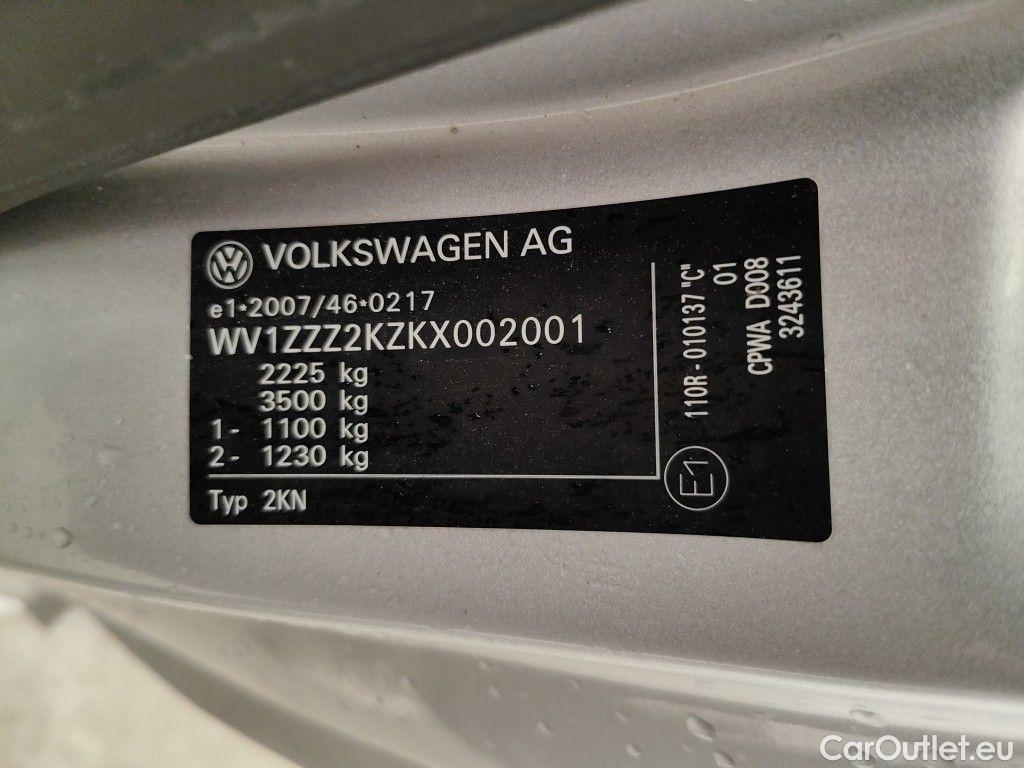 VOLKSWAGEN AG
e1*2007/46*0217
WV1ZZZ2KZKX002001
2225 kg
3500 kg
1- 1100 kg
2- 1230 kg
Typ 2KN
E1 110R-010137 "C"
01
CPWA D008
3243611
CarOutlet.eu